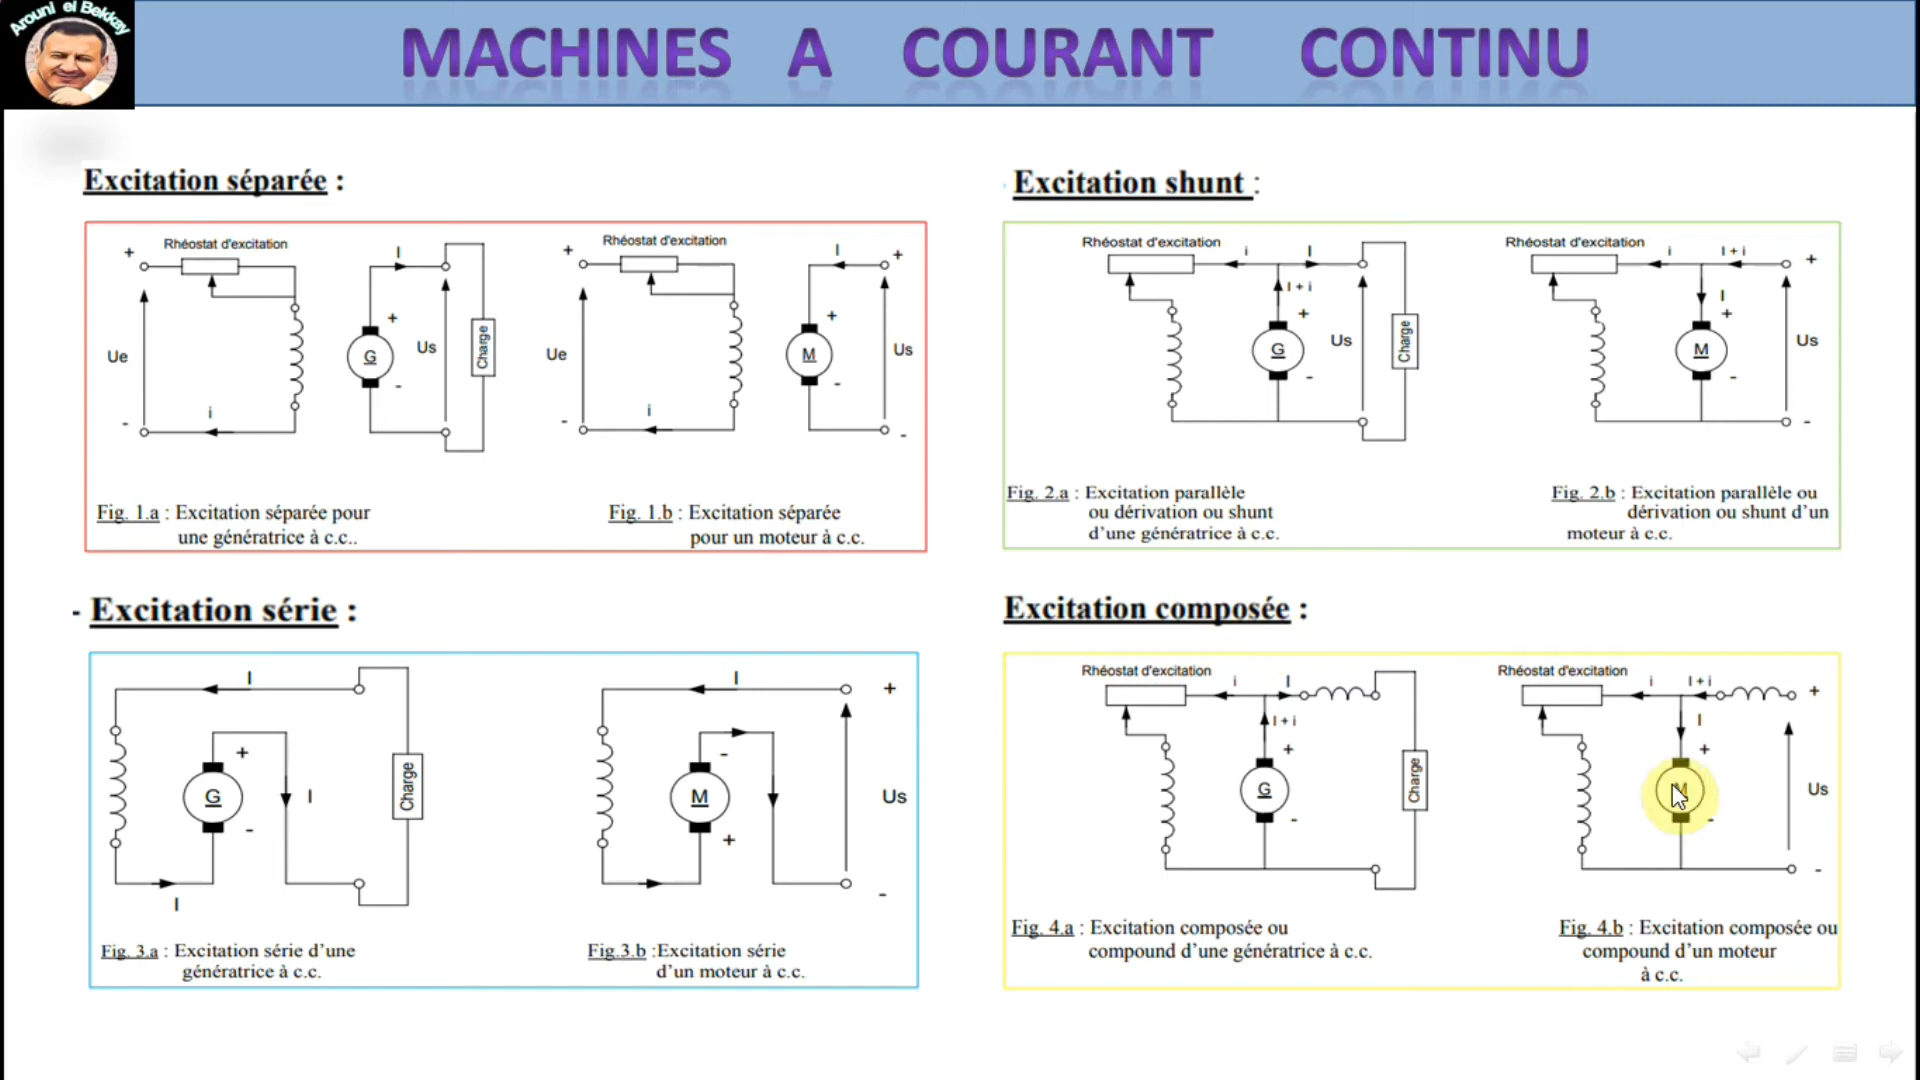 Arouni el Bekkay
MACHINES A COURANT CONTINU
Excitation séparée :
+ Rhéostat d'excitation I
+
Ue
G
Us
Charge
-
i
-
+ Rhéostat d'excitation I +
+
Ue
M
Us
-
i
- -
Fig. 1.a : Excitation séparée pour
une génératrice à c.c..
Fig. 1.b : Excitation séparée
pour un moteur à c.c.
Excitation shunt :
Rhéostat d'excitation i I
I + i
+
G
Us
Charge
-
Rhéostat d'excitation i I + i +
I
+
M
Us
-
-
Fig. 2.a : Excitation parallèle
ou dérivation ou shunt
d'une génératrice à c.c.
Fig. 2.b : Excitation parallèle ou
dérivation ou shunt d'un
moteur à c.c.
- Excitation série :
I
+
G
I
Charge
-
I
I +
-
M
Us
+
-
Fig. 3.a : Excitation série d'une
génératrice à c.c.
Fig.3.b :Excitation série
d'un moteur à c.c.
Excitation composée :
Rhéostat d'excitation i I
I + i
+
G
Charge
-
Rhéostat d'excitation i I + i +
I
+
M
Us
-
-
Fig. 4.a : Excitation composée ou
compound d'une génératrice à c.c.
Fig. 4.b : Excitation composée ou
compound d'un moteur
à c.c.